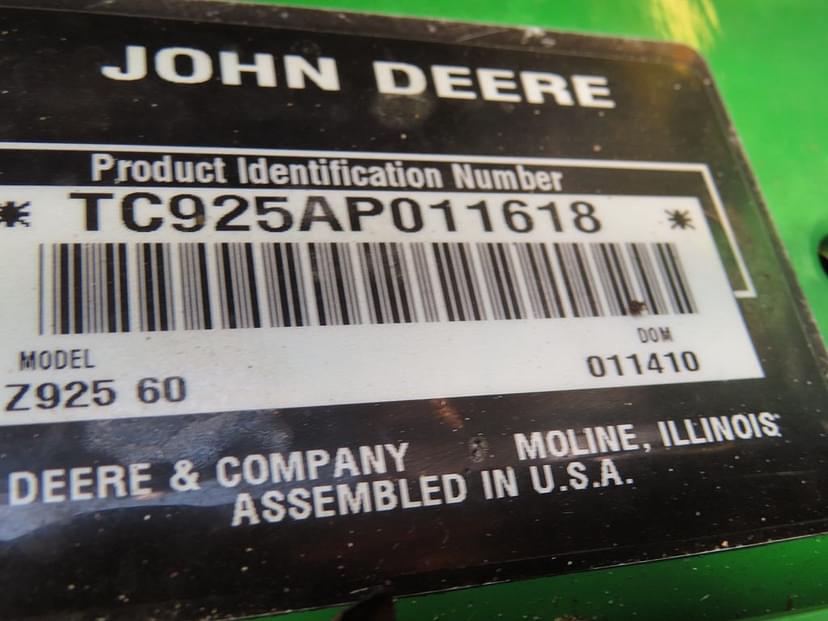 JOHN DEERE
Product Identification Number
* TC925AP011618 *
MODEL
DOM
Z925 60
011410
DEERE & COMPANY MOLINE, ILLINOIS
ASSEMBLED IN U.S.A.